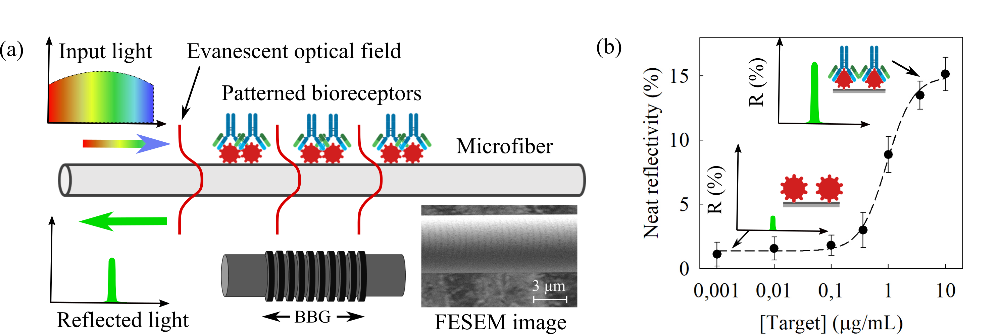 (a)
Input light
Evanescent optical field
Patterned bioreceptors
Microfiber
Reflected light
BBG
3 μm
FESEM image
(b)
Neat reflectivity (%)
15
10
5
0
R (%)
R (%)
0,001 0,01 0,1 1 10
[Target] (μg/mL)